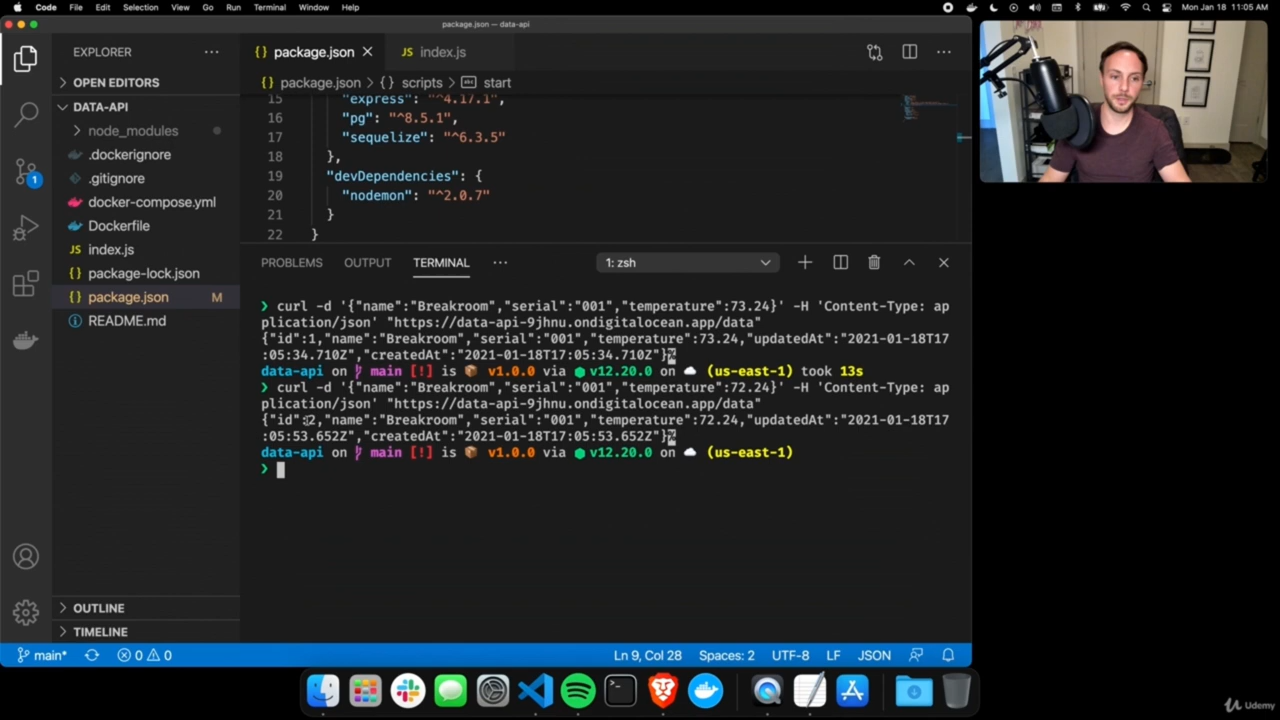 Code File Edit Selection View Go Run Terminal Window Help Mon Jan 18 11:05 AM
package.json — data-api
EXPLORER
OPEN EDITORS
DATA-API
node_modules
.dockerignore
.gitignore
docker-compose.yml
Dockerfile
JS index.js
package-lock.json
package.json M
README.md
OUTLINE
TIMELINE
1
{} package.json JS index.js
{} package.json > {} scripts > abc start
15 "express": "^4.17.1",
16 "pg": "^8.5.1",
17 "sequelize": "^6.3.5"
18 },
19 "devDependencies": {
20 "nodemon": "^2.0.7"
21 }
22 }
PROBLEMS OUTPUT TERMINAL ··· 1: zsh
❯ curl -d '{"name":"Breakroom","serial":"001","temperature":73.24}' -H 'Content-Type: ap
plication/json' "https://data-api-9jhnu.ondigitalocean.app/data"
{"id":1,"name":"Breakroom","serial":"001","temperature":73.24,"updatedAt":"2021-01-18T17
:05:34.710Z","createdAt":"2021-01-18T17:05:34.710Z"}%
data-api on main [!] is 📦 v1.0.0 via ⬢ v12.20.0 on ☁️ (us-east-1) took 13s
❯ curl -d '{"name":"Breakroom","serial":"001","temperature":72.24}' -H 'Content-Type: ap
plication/json' "https://data-api-9jhnu.ondigitalocean.app/data"
{"id":2,"name":"Breakroom","serial":"001","temperature":72.24,"updatedAt":"2021-01-18T17
:05:53.652Z","createdAt":"2021-01-18T17:05:53.652Z"}%
data-api on main [!] is 📦 v1.0.0 via ⬢ v12.20.0 on ☁️ (us-east-1)
❯
main* 0 0 Ln 9, Col 28 Spaces: 2 UTF-8 LF JSON
Udemy